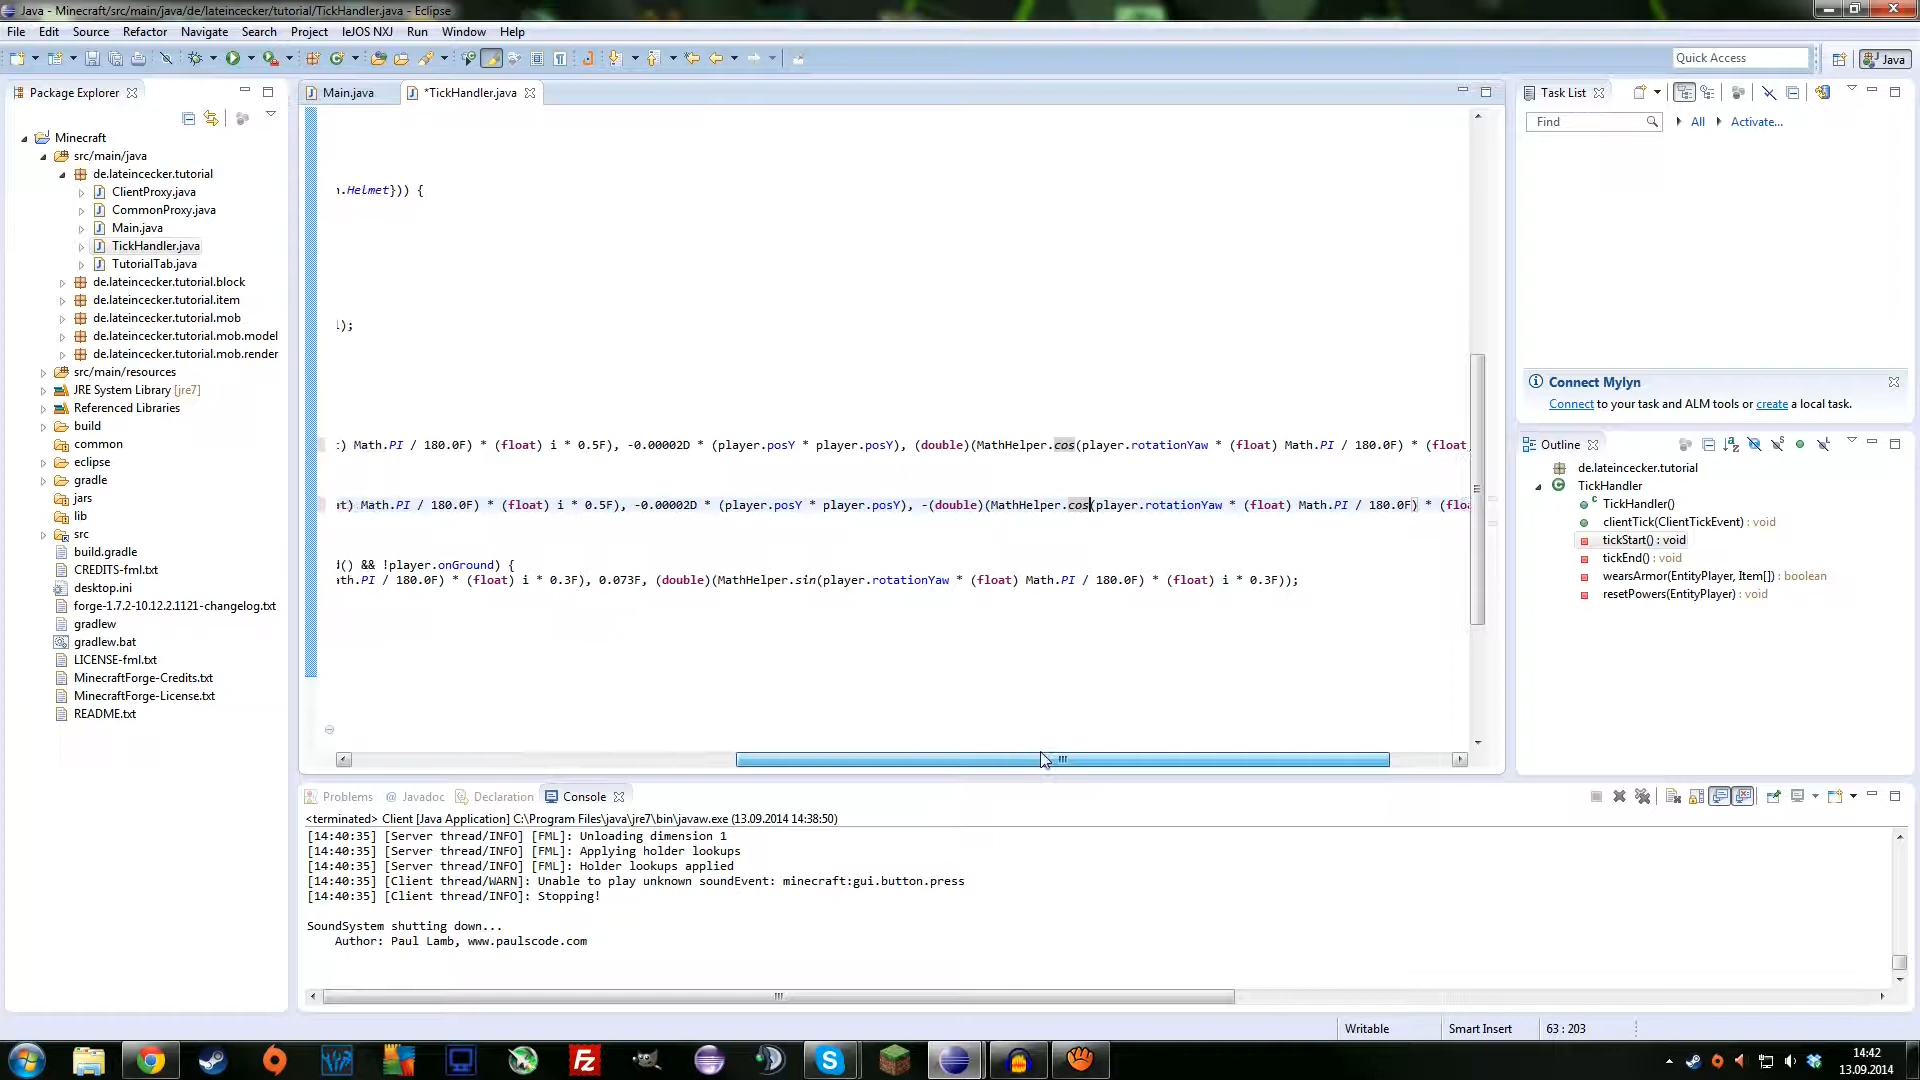 Java - Minecraft/src/main/java/de/lateincecker/tutorial/TickHandler.java - Eclipse
File Edit Source Refactor Navigate Search Project leJOS NXJ Run Window Help
Quick Access
Java
Package Explorer
Minecraft
src/main/java
de.lateincecker.tutorial
ClientProxy.java
CommonProxy.java
Main.java
TickHandler.java
TutorialTab.java
de.lateincecker.tutorial.block
de.lateincecker.tutorial.item
de.lateincecker.tutorial.mob
de.lateincecker.tutorial.mob.model
de.lateincecker.tutorial.mob.render
src/main/resources
JRE System Library [jre7]
Referenced Libraries
build
common
eclipse
gradle
jars
lib
src
build.gradle
CREDITS-fml.txt
desktop.ini
forge-1.7.2-10.12.2.1121-changelog.txt
gradlew
gradlew.bat
LICENSE-fml.txt
MinecraftForge-Credits.txt
MinecraftForge-License.txt
README.txt
Main.java
*TickHandler.java
.Helmet})) {
);
) Math.PI / 180.0F) * (float) i * 0.5F), -0.00002D * (player.posY * player.posY), (double)(MathHelper.cos(player.rotationYaw * (float) Math.PI / 180.0F) * (float
t) Math.PI / 180.0F) * (float) i * 0.5F), -0.00002D * (player.posY * player.posY), -(double)(MathHelper.cos(player.rotationYaw * (float) Math.PI / 180.0F) * (floa
d() && !player.onGround) {
th.PI / 180.0F) * (float) i * 0.3F), 0.073F, (double)(MathHelper.sin(player.rotationYaw * (float) Math.PI / 180.0F) * (float) i * 0.3F));
Task List
Find
All
Activate...
Connect Mylyn
Connect to your task and ALM tools or create a local task.
Outline
de.lateincecker.tutorial
TickHandler
TickHandler()
clientTick(ClientTickEvent) : void
tickStart() : void
tickEnd() : void
wearsArmor(EntityPlayer, Item[]) : boolean
resetPowers(EntityPlayer) : void
Problems @ Javadoc Declaration Console
<terminated> Client [Java Application] C:\Program Files\java\jre7\bin\javaw.exe (13.09.2014 14:38:50)
[14:40:35] [Server thread/INFO] [FML]: Unloading dimension 1
[14:40:35] [Server thread/INFO] [FML]: Applying holder lookups
[14:40:35] [Server thread/INFO] [FML]: Holder lookups applied
[14:40:35] [Client thread/WARN]: Unable to play unknown soundEvent: minecraft:gui.button.press
[14:40:35] [Client thread/INFO]: Stopping!
SoundSystem shutting down...
Author: Paul Lamb, www.paulscode.com
Writable
Smart Insert
63 : 203
14:42
13.09.2014